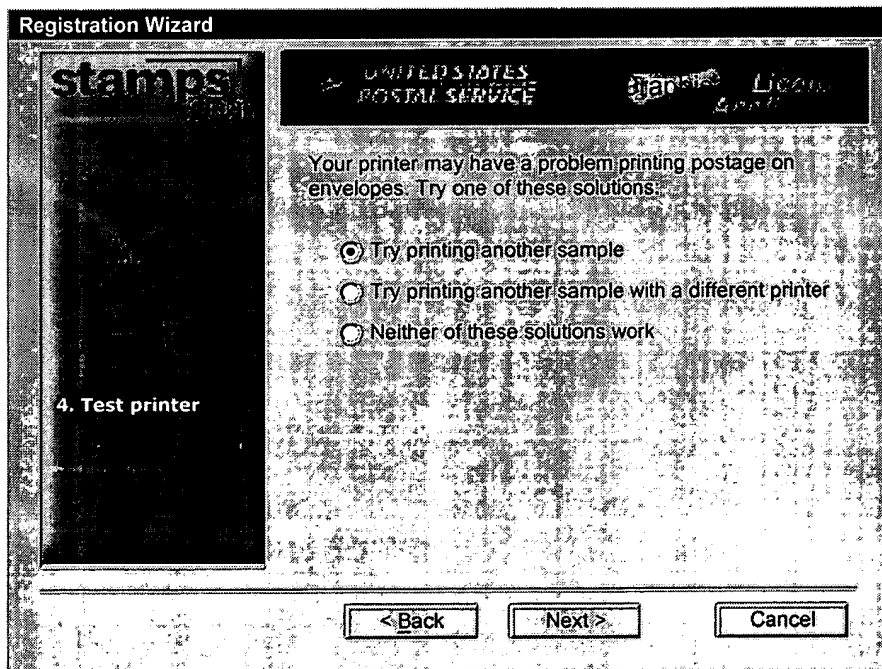 Registration Wizard
stamps
UNITED STATES
POSTAL SERVICE
Your printer may have a problem printing postage on
envelopes. Try one of these solutions:
Try printing another sample
Try printing another sample with a different printer
Neither of these solutions work
4. Test printer
< Back
Next >
Cancel